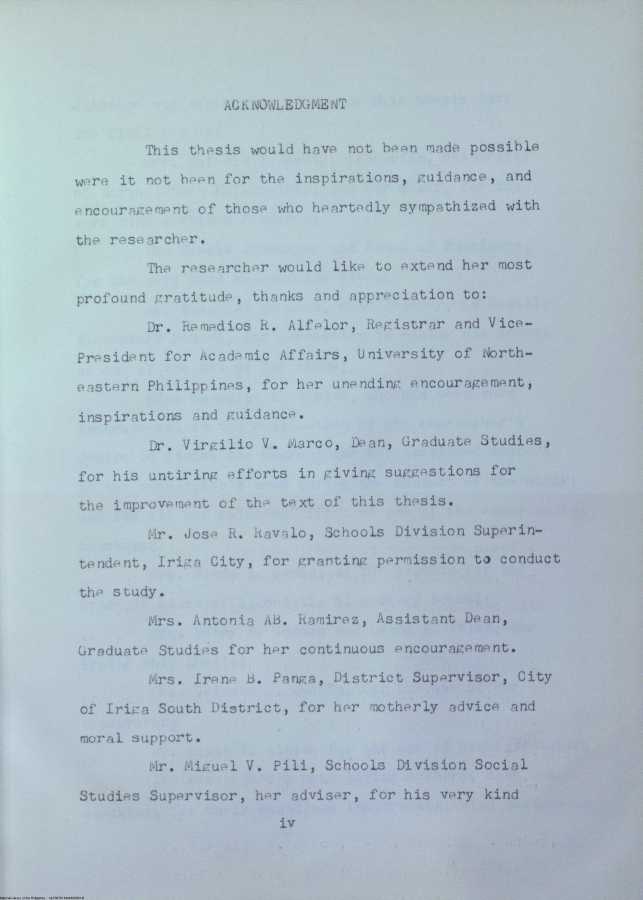 ACKNOWLEDGMENT
This thesis would have not been made possible
were it not been for the inspirations, guidance, and
encouragement of those who heartedly sympathized with
the researcher.
The researcher would like to extend her most
profound gratitude, thanks and appreciation to:
Dr. Remedios R. Alfelor, Registrar and Vice-
President for Academic Affairs, University of North-
eastern Philippines, for her unending encouragement,
inspirations and guidance.
Dr. Virgilio V. Marco, Dean, Graduate Studies,
for his untiring efforts in giving suggestions for
the improvement of the text of this thesis.
Mr. Jose R. Ravalo, Schools Division Superin-
tendent, Iriga City, for granting permission to conduct
the study.
Mrs. Antonia AB. Ramirez, Assistant Dean,
Graduate Studies for her continuous encouragement.
Mrs. Irene B. Panga, District Supervisor, City
of Iriga South District, for her motherly advice and
moral support.
Mr. Miguel V. Pili, Schools Division Social
Studies Supervisor, her adviser, for his very kind
iv